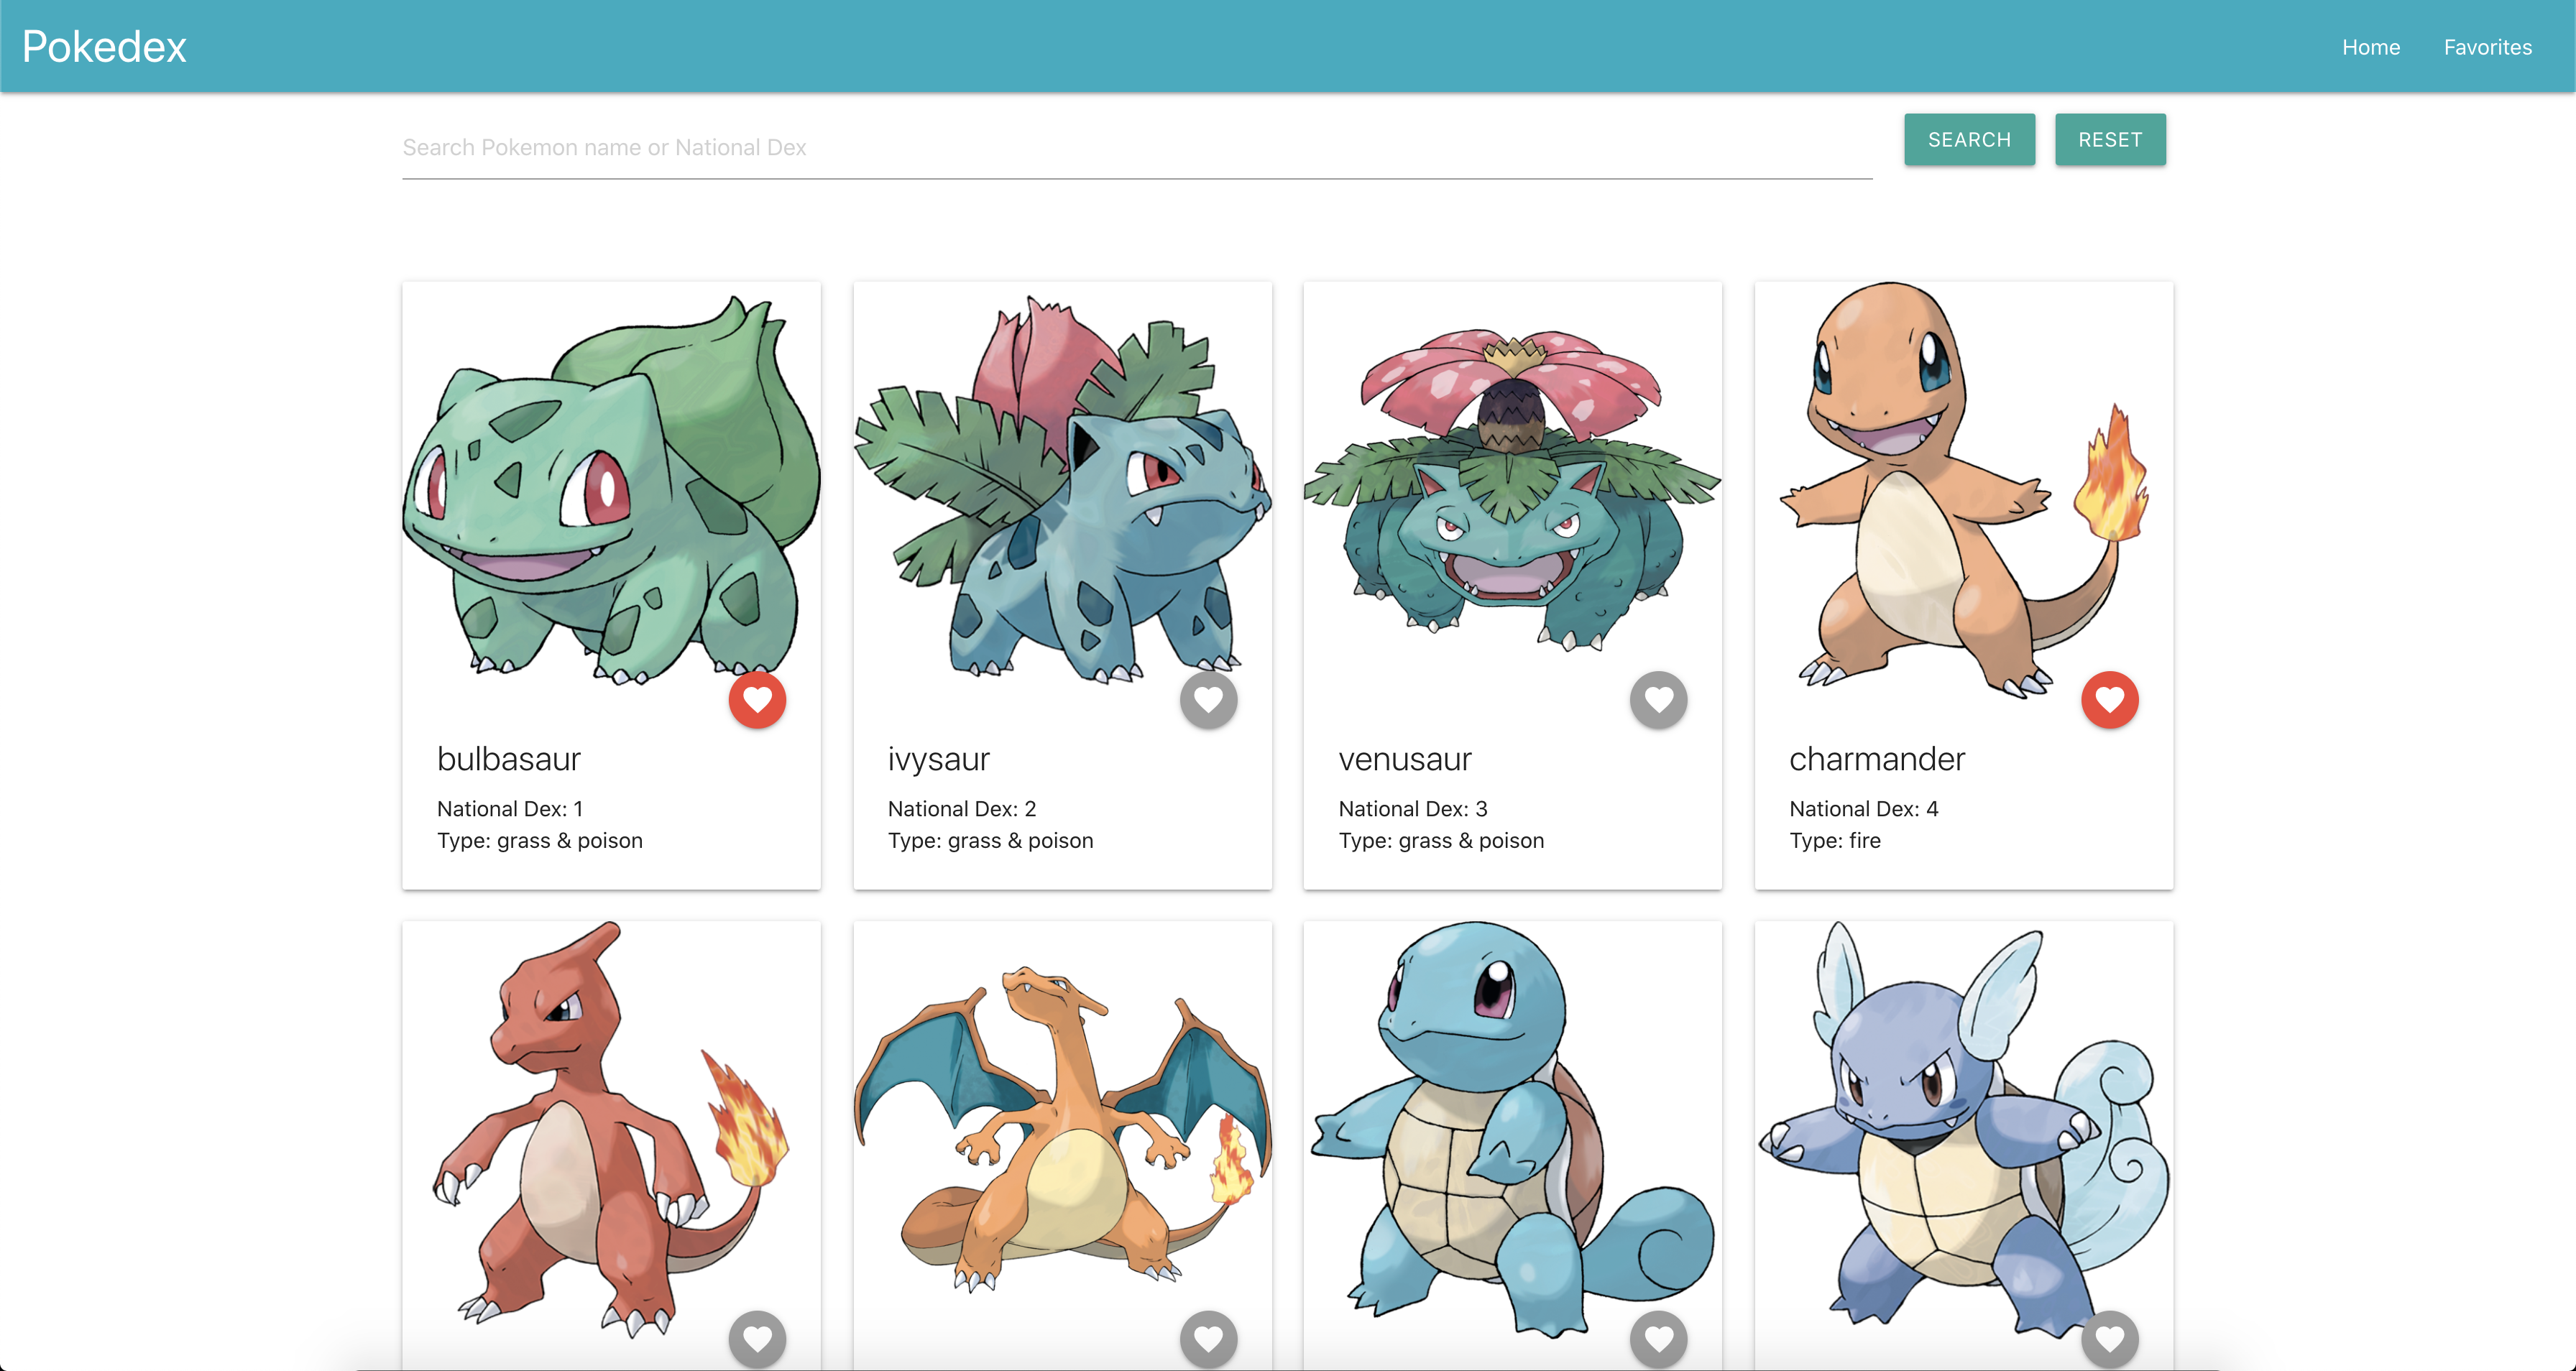 Pokedex
Home
Favorites
Search Pokemon name or National Dex
SEARCH
RESET
bulbasaur
National Dex: 1
Type: grass & poison
ivysaur
National Dex: 2
Type: grass & poison
venusaur
National Dex: 3
Type: grass & poison
charmander
National Dex: 4
Type: fire